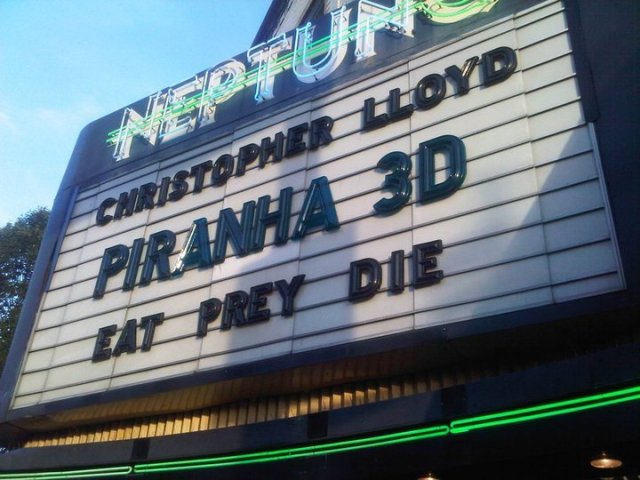 NEPTUNE
CHRISTOPHER LLOYD
PIRANHA 3D
EAT PREY DIE